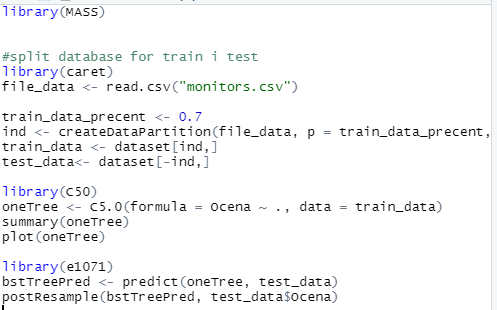 library(MASS)
#split database for train i test
library(caret)
file_data <- read.csv("monitors.csv")
train_data_precent <- 0.7
ind <- createDataPartition(file_data, p = train_data_precent,
train_data <- dataset[ind,]
test_data<- dataset[-ind,]
library(C50)
oneTree <- C5.0(formula = Ocena ~ ., data = train_data)
summary(oneTree)
plot(oneTree)
library(e1071)
bstTreePred <- predict(oneTree, test_data)
postResample(bstTreePred, test_data$Ocena)